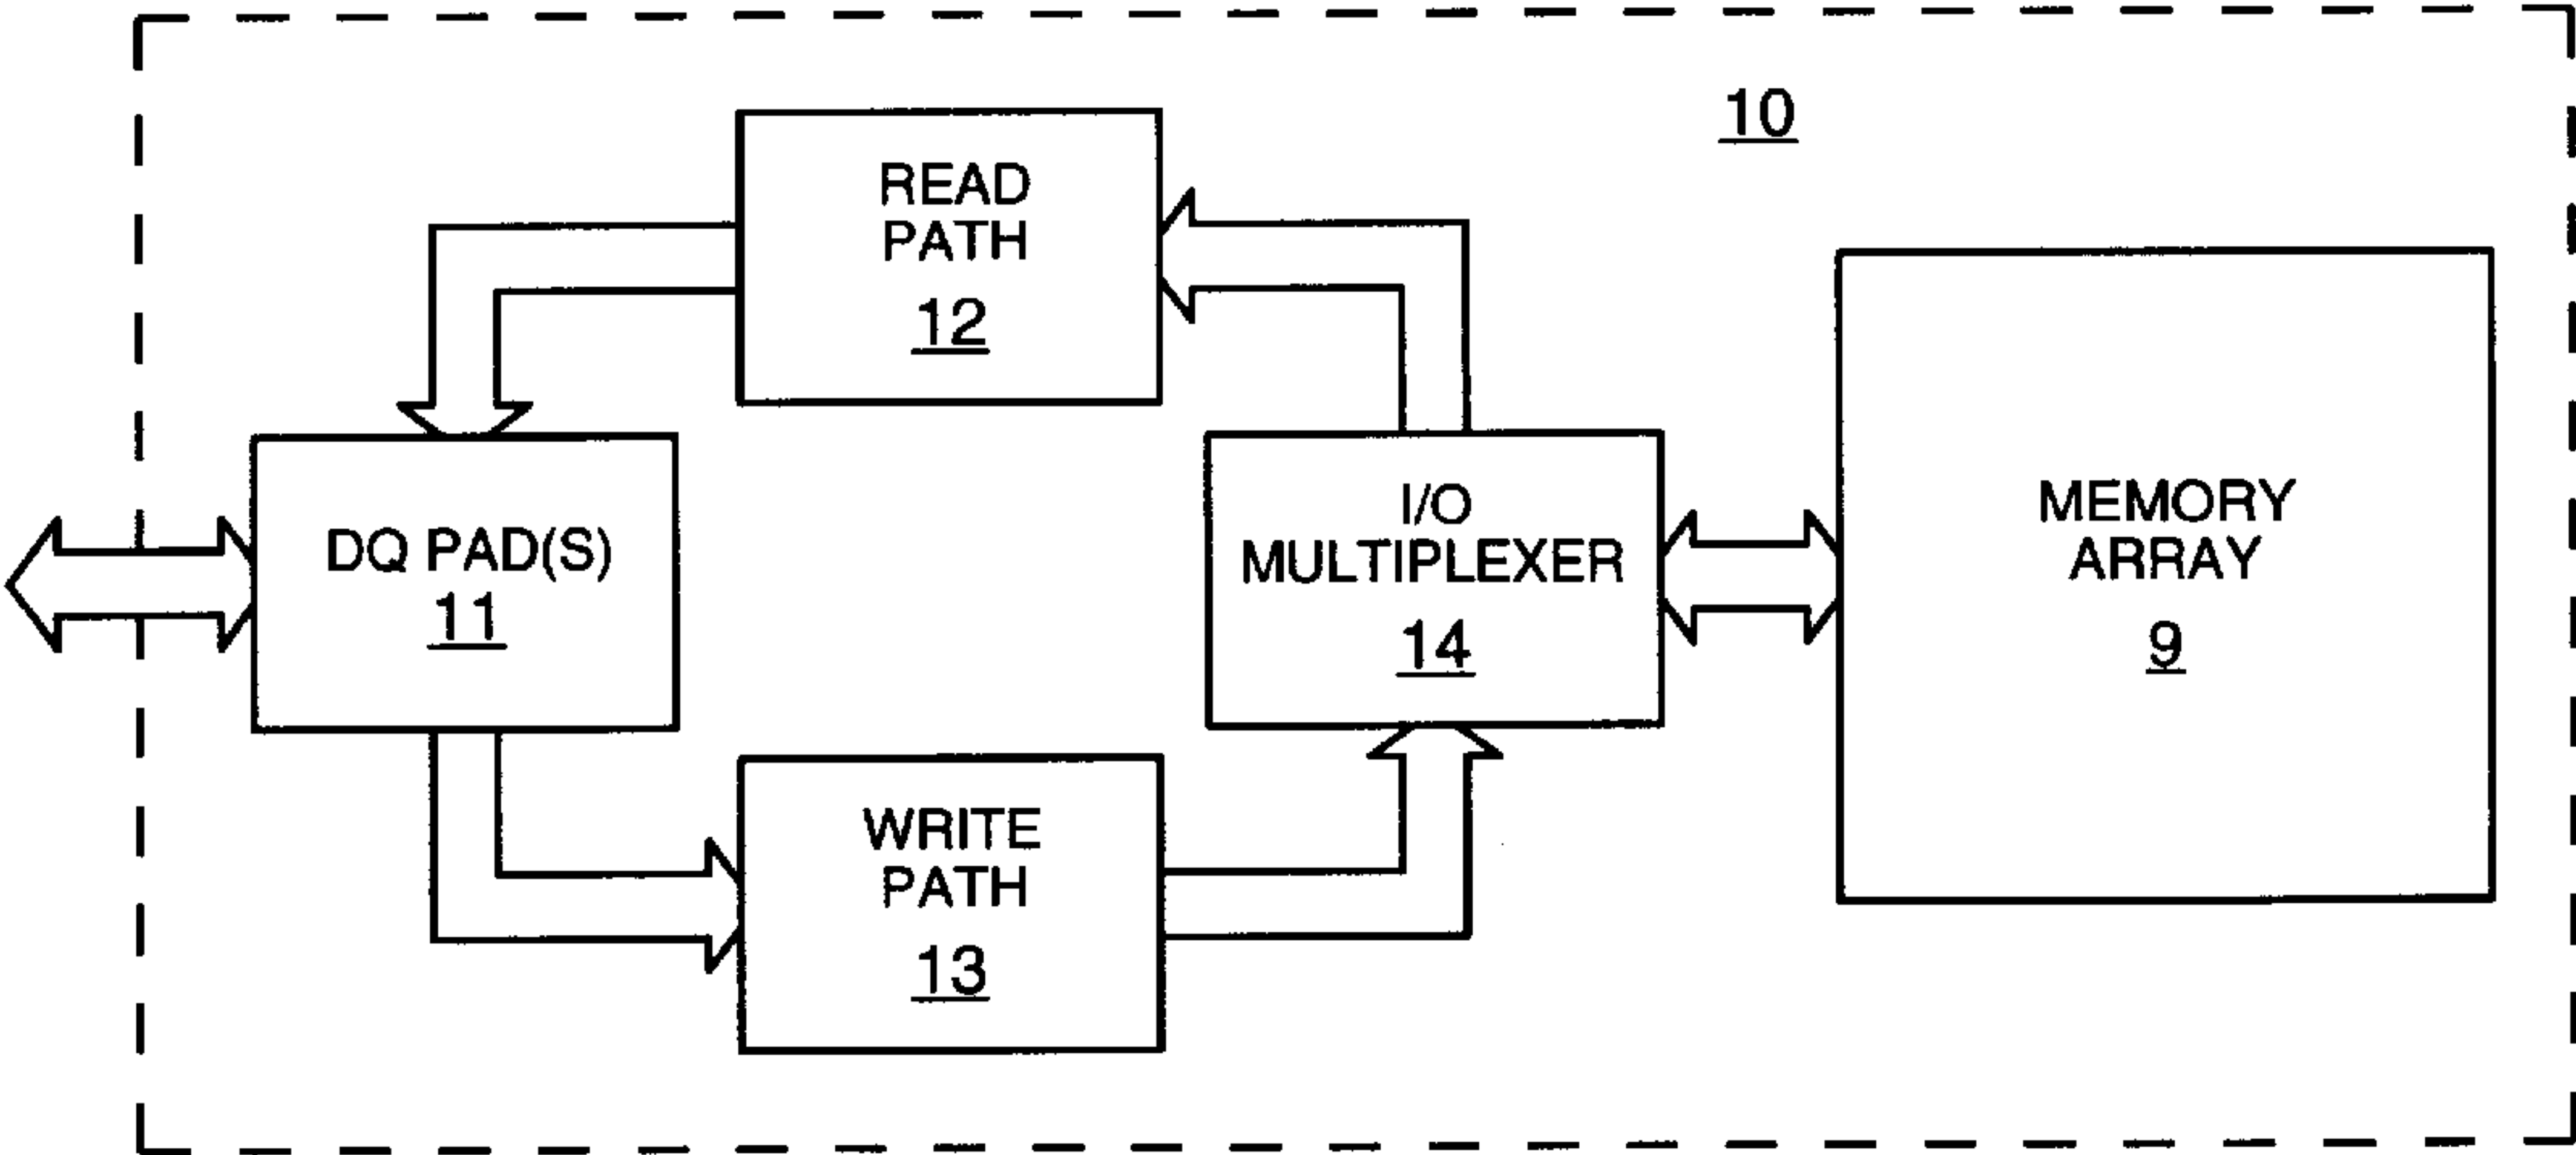 10
READ
PATH
12
DQ PAD(S)
11
I/O
MULTIPLEXER
14
MEMORY
ARRAY
9
WRITE
PATH
13